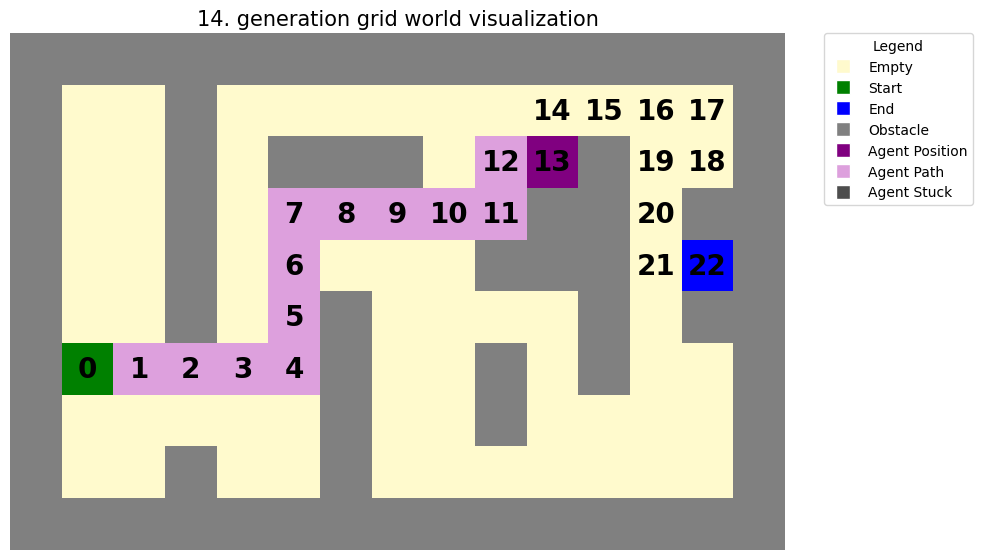 14. generation grid world visualization
Legend
Empty
Start
End
Obstacle
Agent Position
Agent Path
Agent Stuck
14 15 16 17
12 13 19 18
7 8 9 10 11 20
6 21 22
5
0 1 2 3 4